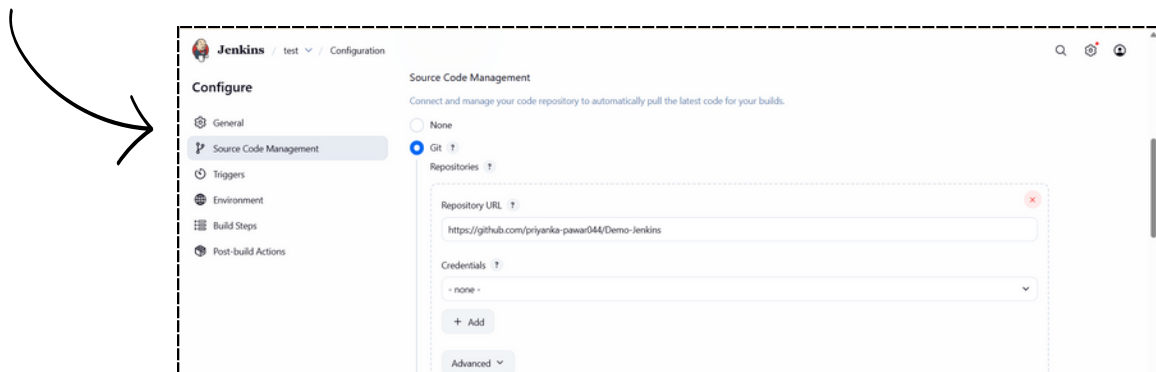 Jenkins / test / Configuration
Configure
General
Source Code Management
Triggers
Environment
Build Steps
Post-build Actions
Source Code Management
Connect and manage your code repository to automatically pull the latest code for your builds.
None
Git ?
Repositories ?
Repository URL ?
https://github.com/priyanka-pawar044/Demo-Jenkins
Credentials ?
- none -
+ Add
Advanced